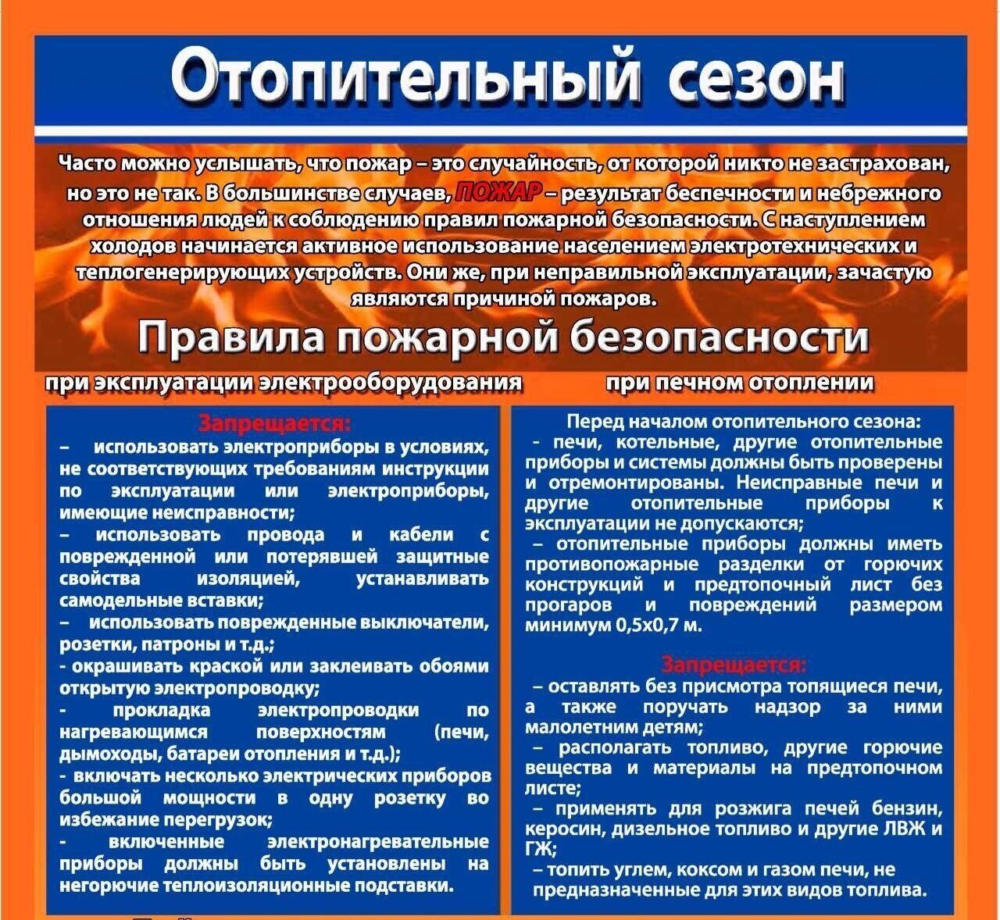 Отопительный сезон
Часто можно услышать, что пожар – это случайность, от которой никто не застрахован,
но это не так. В большинстве случаев, ПОЖАР – результат беспечности и небрежного
отношения людей к соблюдению правил пожарной безопасности. С наступлением
холодов начинается активное использование населением электротехнических и
теплогенерирующих устройств. Они же, при неправильной эксплуатации, зачастую
являются причиной пожаров.
Правила пожарной безопасности
при эксплуатации электрооборудования
Запрещается:
– использовать электроприборы в условиях,
не соответствующих требованиям инструкции
по эксплуатации или электроприборы,
имеющие неисправности;
– использовать провода и кабели с
поврежденной или потерявшей защитные
свойства изоляцией, устанавливать
самодельные вставки;
– использовать поврежденные выключатели,
розетки, патроны и т.д.;
- окрашивать краской или заклеивать обоями
открытую электропроводку;
- прокладка электропроводки по
нагревающимся поверхностям (печи,
дымоходы, батареи отопления и т.д.);
- включать несколько электрических приборов
большой мощности в одну розетку во
избежание перегрузок;
- включенные электронагревательные
приборы должны быть установлены на
негорючие теплоизоляционные подставки.
при печном отоплении
Перед началом отопительного сезона:
- печи, котельные, другие отопительные
приборы и системы должны быть проверены
и отремонтированы. Неисправные печи и
другие отопительные приборы к
эксплуатации не допускаются;
– отопительные приборы должны иметь
противопожарные разделки от горючих
конструкций и предтопочный лист без
прогаров и повреждений размером
минимум 0,5х0,7 м.
Запрещается:
– оставлять без присмотра топящиеся печи,
а также поручать надзор за ними
малолетним детям;
– располагать топливо, другие горючие
вещества и материалы на предтопочном
листе;
– применять для розжига печей бензин,
керосин, дизельное топливо и другие ЛВЖ и
ГЖ;
– топить углем, коксом и газом печи, не
предназначенные для этих видов топлива.